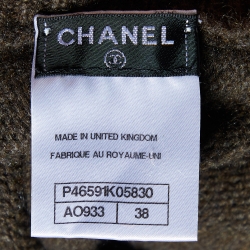 CHANEL
MADE IN UNITED KINGDOM
FABRIQUE AU ROYAUME-UNI
P46591K05830
AO933 38